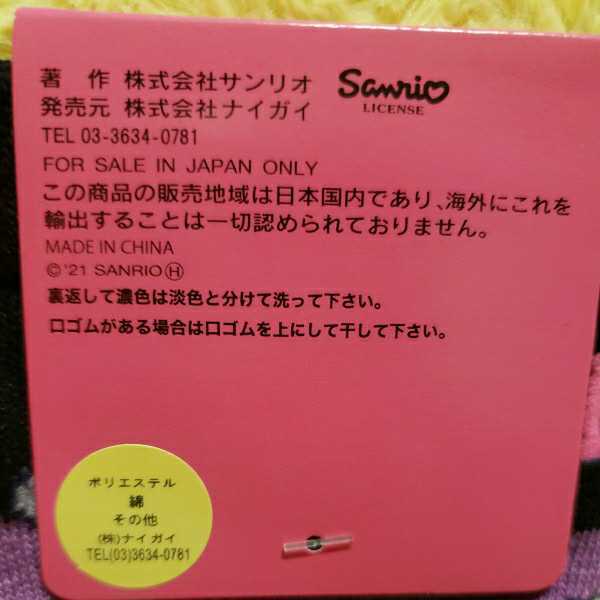 著 作 株式会社サンリオ
Sanrio
LICENSE
発売元 株式会社ナイガイ
TEL 03-3634-0781
FOR SALE IN JAPAN ONLY
この商品の販売地域は日本国内であり、海外にこれを
輸出することは一切認められておりません。
MADE IN CHINA
©'21 SANRIO Ⓗ
裏返して濃色は淡色と分けて洗って下さい。
口ゴムがある場合は口ゴムを上にして干して下さい。
ポリエステル
綿
その他
(株)ナイガイ
TEL(03)3634-0781